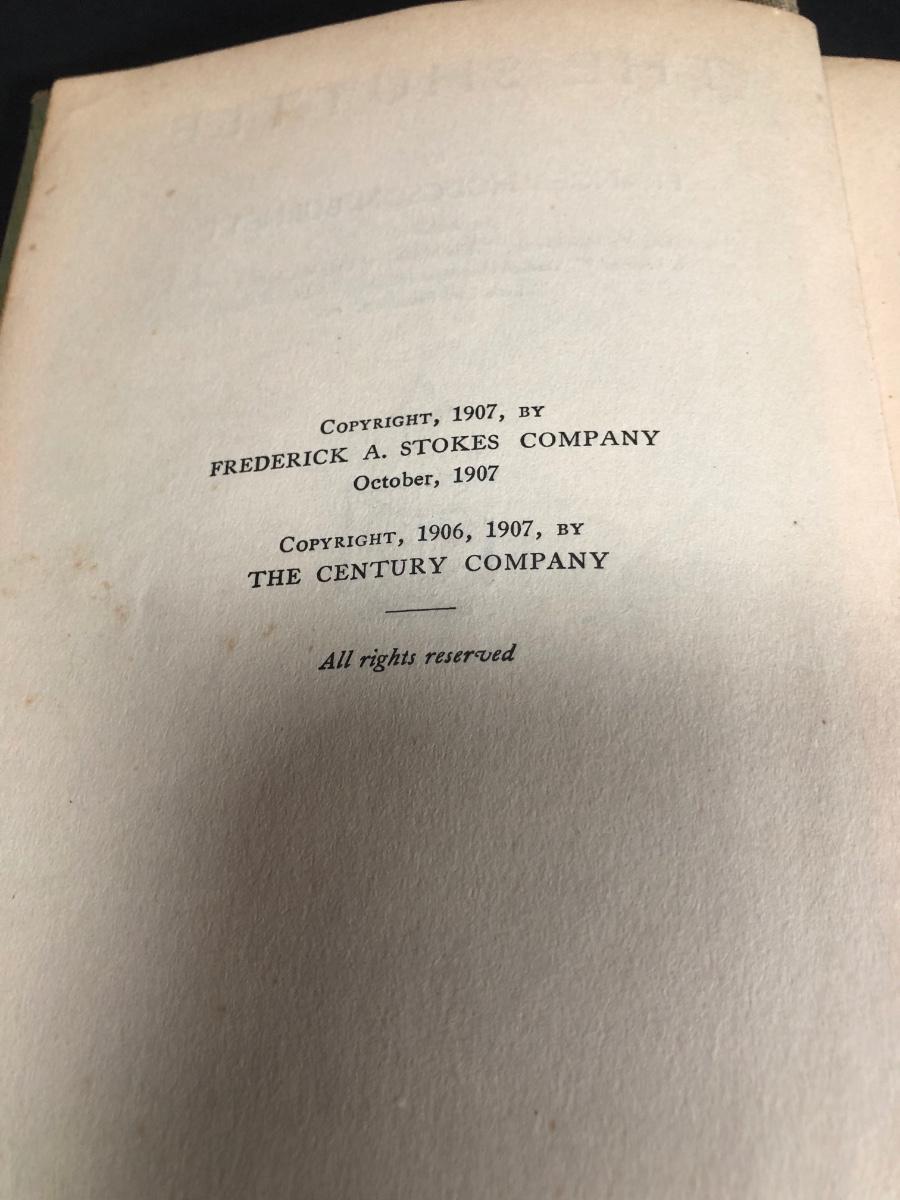 COPYRIGHT, 1907, BY
FREDERICK A. STOKES COMPANY
October, 1907
COPYRIGHT, 1906, 1907, BY
THE CENTURY COMPANY
All rights reserved